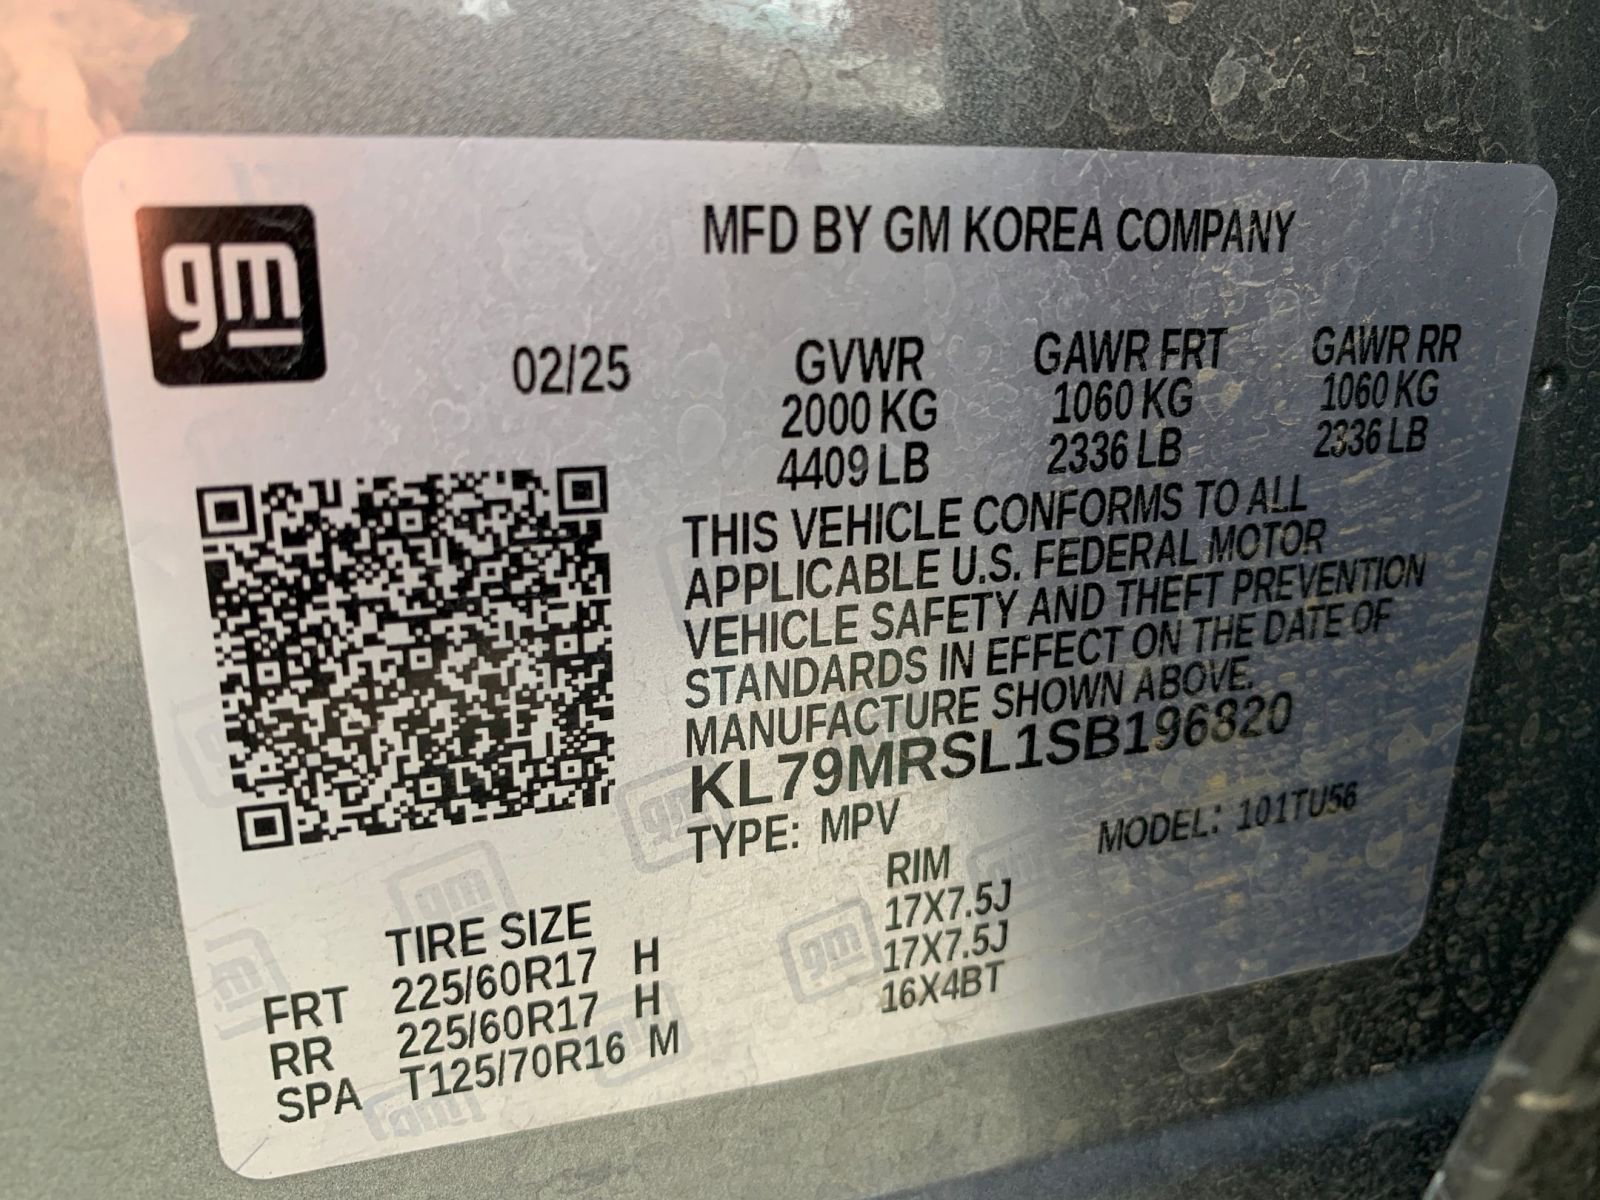 gm
MFD BY GM KOREA COMPANY
02/25
GVWR GAWR FRT GAWR RR
2000 KG 1060 KG 1060 KG
4409 LB 2336 LB 2336 LB
THIS VEHICLE CONFORMS TO ALL
APPLICABLE U.S. FEDERAL MOTOR
VEHICLE SAFETY AND THEFT PREVENTION
STANDARDS IN EFFECT ON THE DATE OF
MANUFACTURE SHOWN ABOVE.
KL79MRSL1SB196820
TYPE: MPV MODEL: 101TU56
TIRE SIZE RIM
FRT 225/60R17 H 17X7.5J
RR 225/60R17 H 17X7.5J
SPA T125/70R16 M 16X4BT